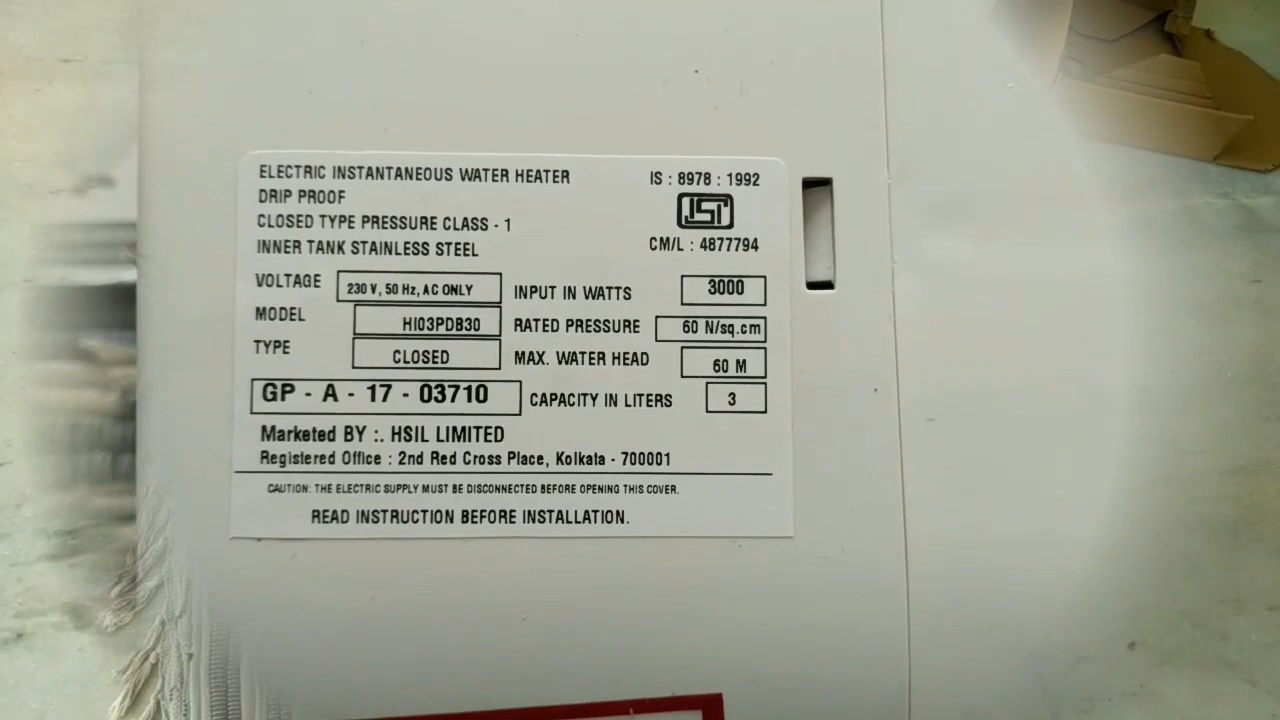 ELECTRIC INSTANTANEOUS WATER HEATER
DRIP PROOF
CLOSED TYPE PRESSURE CLASS - 1
INNER TANK STAINLESS STEEL
IS : 8978 : 1992
ISI
CM/L : 4877794
VOLTAGE 230 V, 50 Hz, AC ONLY
INPUT IN WATTS 3000
MODEL HI03PDB30
RATED PRESSURE 60 N/sq.cm
TYPE CLOSED
MAX. WATER HEAD 60 M
GP - A - 17 - 03710
CAPACITY IN LITERS 3
Marketed BY :. HSIL LIMITED
Registered Office : 2nd Red Cross Place, Kolkata - 700001
CAUTION: THE ELECTRIC SUPPLY MUST BE DISCONNECTED BEFORE OPENING THIS COVER.
READ INSTRUCTION BEFORE INSTALLATION.